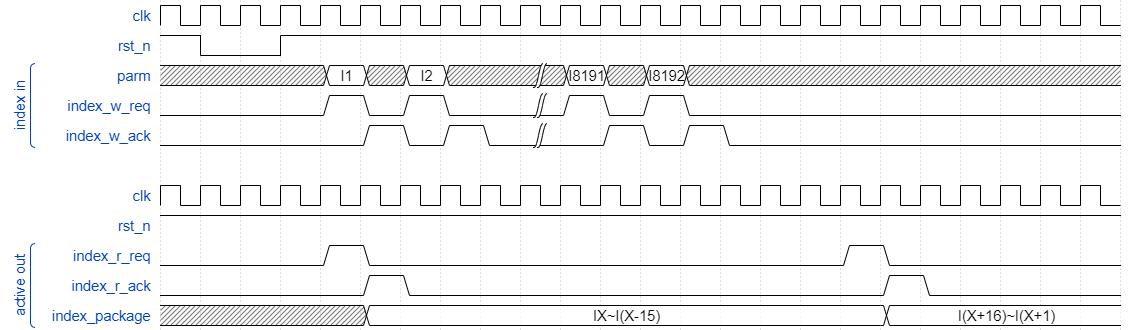 clk
rst_n
index in
parm I1 I2 I8191 I8192
index_w_req
index_w_ack
clk
rst_n
active out
index_r_req
index_r_ack
index_package IX~I(X-15) I(X+16)~I(X+1)